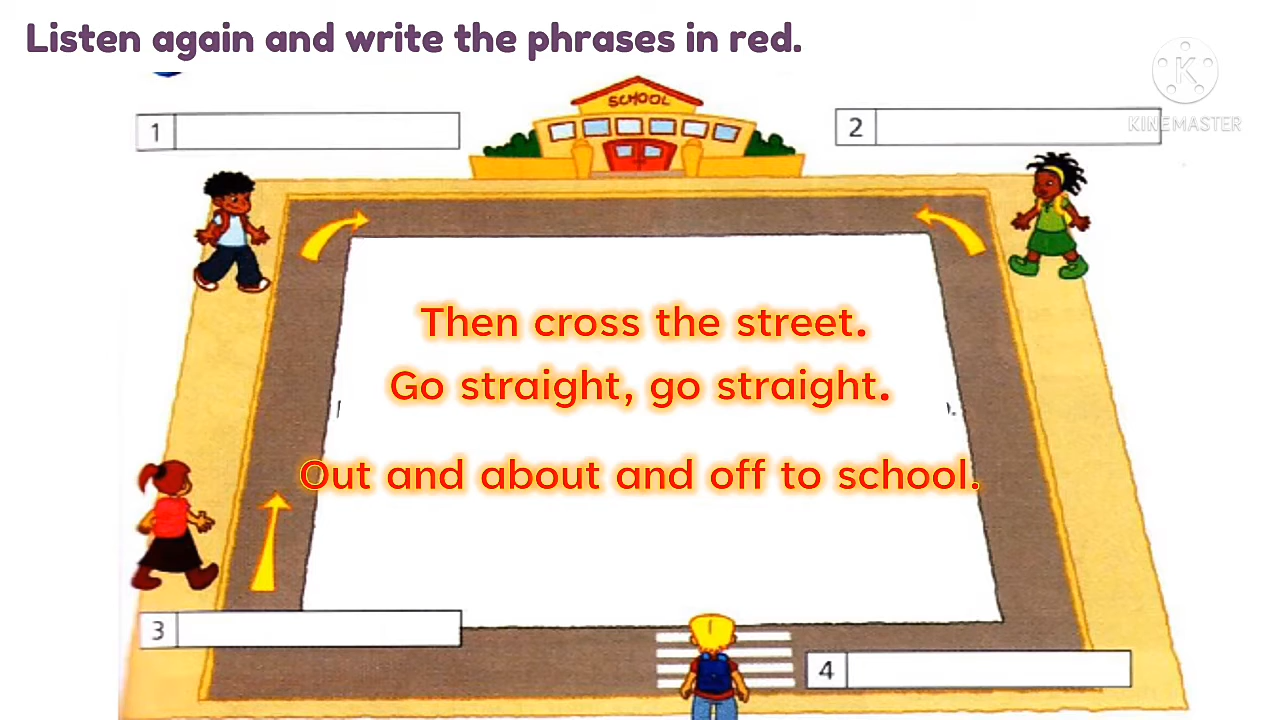 Listen again and write the phrases in red.
SCHOOL
1
2
K
KINEMASTER
Then cross the street.
Go straight, go straight.
Out and about and off to school.
3
4